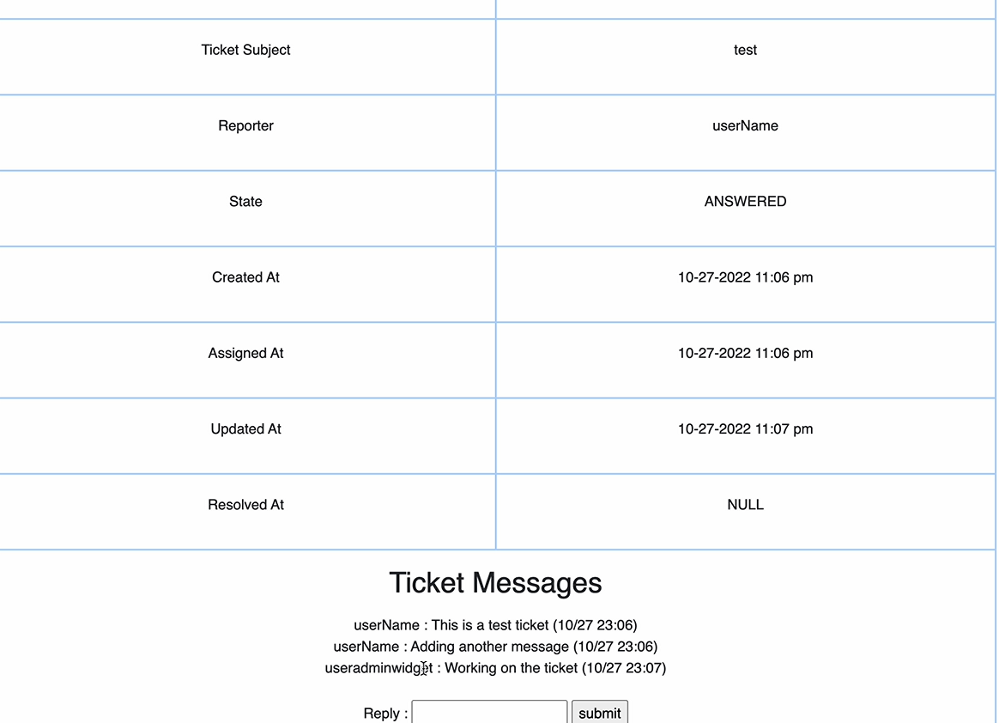 Ticket Subject test
Reporter userName
State ANSWERED
Created At 10-27-2022 11:06 pm
Assigned At 10-27-2022 11:06 pm
Updated At 10-27-2022 11:07 pm
Resolved At NULL
Ticket Messages
userName : This is a test ticket (10/27 23:06)
userName : Adding another message (10/27 23:06)
useradminwidget : Working on the ticket (10/27 23:07)
Reply : submit